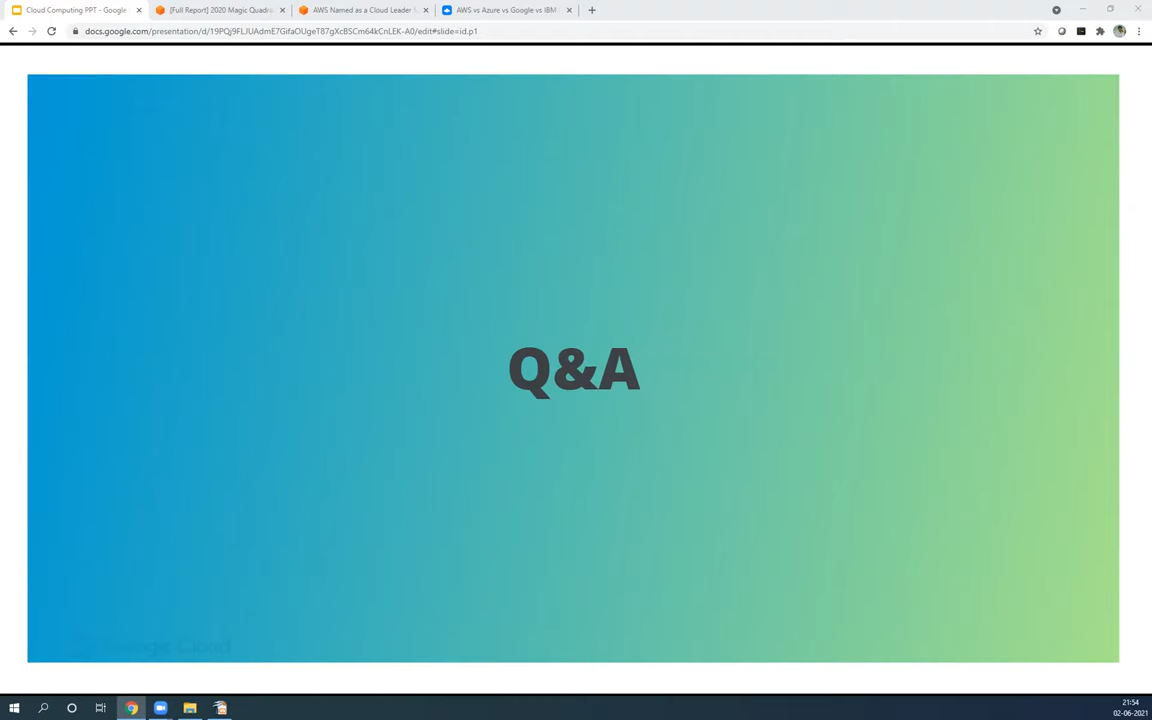 Cloud Computing PPT - Google
[Full Report] 2020 Magic Quadra
AWS Named as a Cloud Leader
AWS vs Azure vs Google vs IBM
docs.google.com/presentation/d/19PQj9FLJUAdmE7GifaOUgeT87gXcBSCm64kCnLEK-A0/edit#slide=id.p1
Q&A
Google Cloud
21:54
02-06-2021